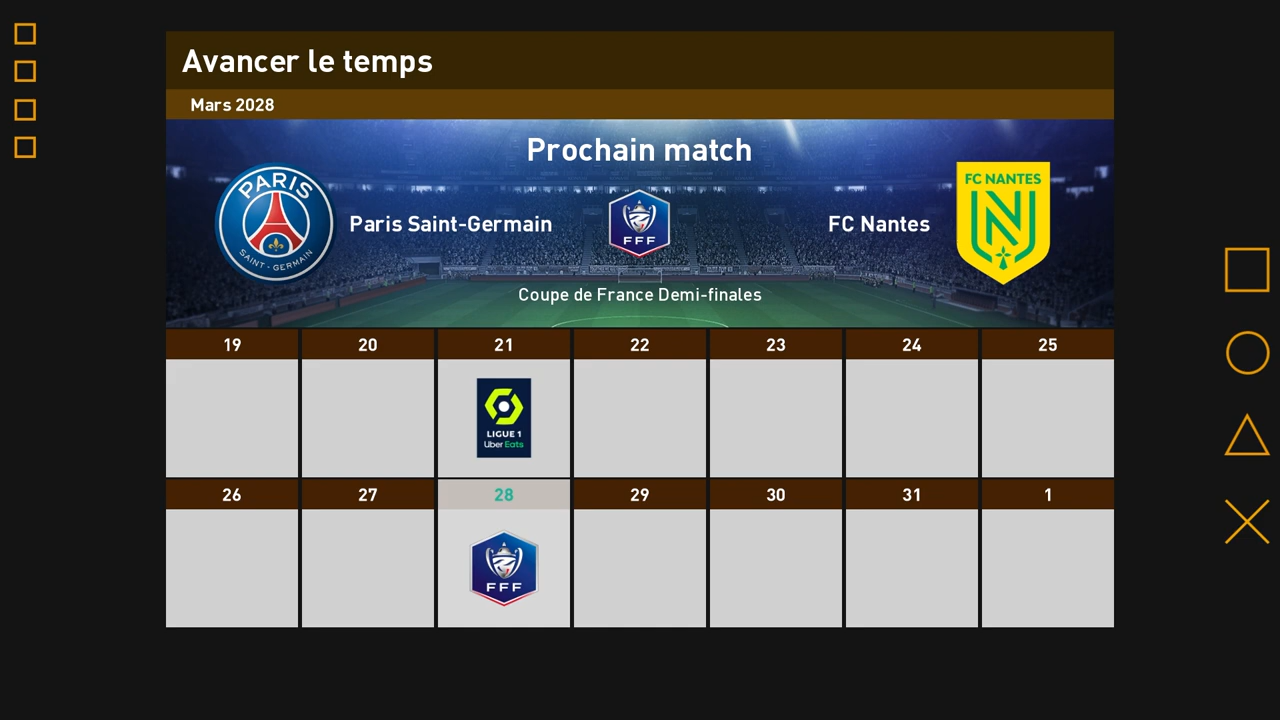 Avancer le temps
Mars 2028
Prochain match
PARIS
SAINT-GERMAIN
Paris Saint-Germain
FFF
FC Nantes
FC NANTES
N
Coupe de France Demi-finales
19 20 21 22 23 24 25
LIGUE 1
Uber Eats
26 27 28 29 30 31 1
FFF